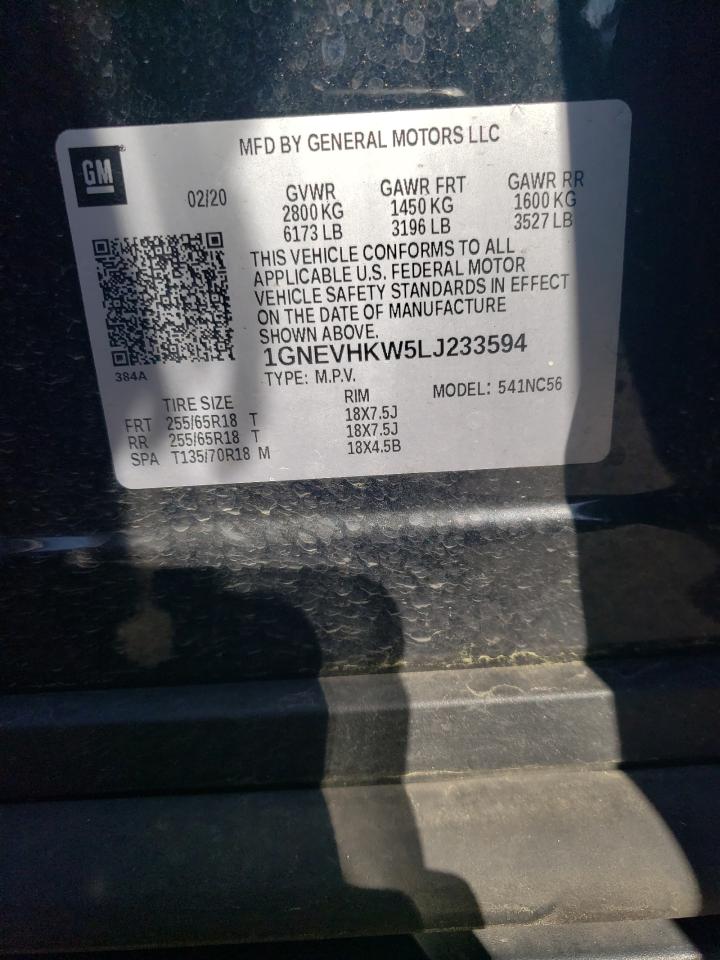 MFD BY GENERAL MOTORS LLC
GM
02/20
GVWR GAWR FRT GAWR RR
2800 KG 1450 KG 1600 KG
6173 LB 3196 LB 3527 LB
THIS VEHICLE CONFORMS TO ALL
APPLICABLE U.S. FEDERAL MOTOR
VEHICLE SAFETY STANDARDS IN EFFECT
ON THE DATE OF MANUFACTURE
SHOWN ABOVE.
1GNEVHKW5LJ233594
384A
TYPE: M.P.V. MODEL: 541NC56
TIRE SIZE RIM
FRT 255/65R18 T 18X7.5J
RR 255/65R18 T 18X7.5J
SPA T135/70R18 M 18X4.5B